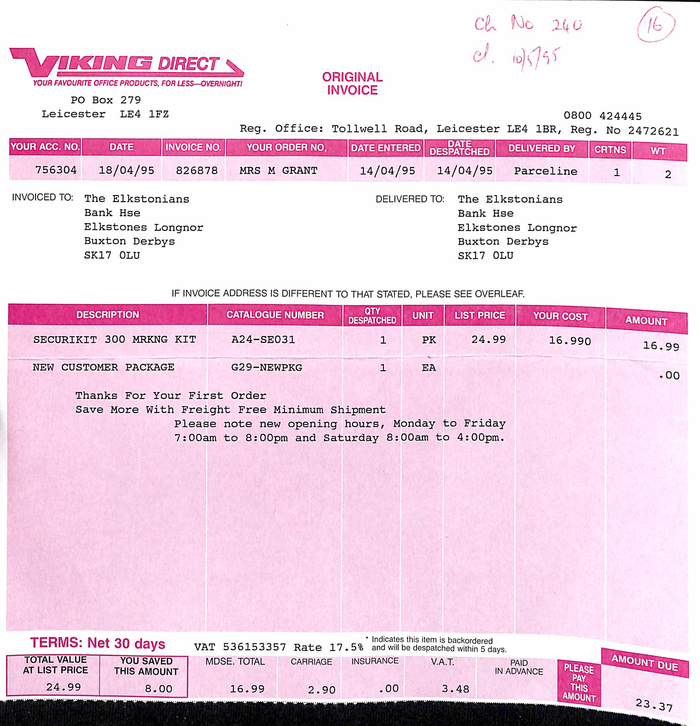 Ch No 240
16
cl. 10/5/95
VIKING DIRECT
YOUR FAVOURITE OFFICE PRODUCTS, FOR LESS—OVERNIGHT!
ORIGINAL
INVOICE
PO Box 279
Leicester LE4 1FZ
0800 424445
Reg. Office: Tollwell Road, Leicester LE4 1BR, Reg. No 2472621
YOUR ACC. NO. DATE INVOICE NO. YOUR ORDER NO, DATE ENTERED DATE DESPATCHED DELIVERED BY CRTNS WT
756304 18/04/95 826878 MRS M GRANT 14/04/95 14/04/95 Parceline 1 2
INVOICED TO: The Elkstonians DELIVERED TO: The Elkstonians
Bank Hse Bank Hse
Elkstones Longnor Elkstones Longnor
Buxton Derbys Buxton Derbys
SK17 0LU SK17 0LU
IF INVOICE ADDRESS IS DIFFERENT TO THAT STATED, PLEASE SEE OVERLEAF.
DESCRIPTION CATALOGUE NUMBER QTY DESPATCHED UNIT LIST PRICE YOUR COST AMOUNT
SECURIKIT 300 MRKNG KIT A24-SE031 1 PK 24.99 16.990 16.99
NEW CUSTOMER PACKAGE G29-NEWPKG 1 EA .00
Thanks For Your First Order
Save More With Freight Free Minimum Shipment
Please note new opening hours, Monday to Friday
7:00am to 8:00pm and Saturday 8:00am to 4:00pm.
TERMS: Net 30 days VAT 536153357 Rate 17.5% * Indicates this item is backordered
and will be despatched within 5 days.
TOTAL VALUE AT LIST PRICE YOU SAVED THIS AMOUNT MDSE. TOTAL CARRIAGE INSURANCE V.A.T. PAID IN ADVANCE PLEASE PAY THIS AMOUNT AMOUNT DUE
24.99 8.00 16.99 2.90 .00 3.48 23.37